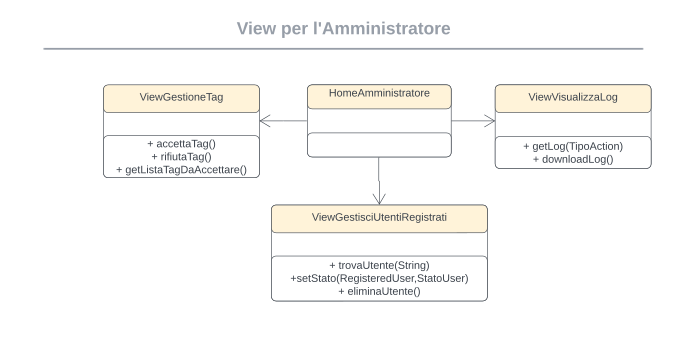 View per l'Amministratore
ViewGestioneTag
+ accettaTag()
+ rifiutaTag()
+ getListaTagDaAccettare()
HomeAmministratore
ViewVisualizzaLog
+ getLog(TipoAction)
+ downloadLog()
ViewGestisciUtentiRegistrati
+ trovaUtente(String)
+setStato(RegisteredUser,StatoUser)
+ eliminaUtente()